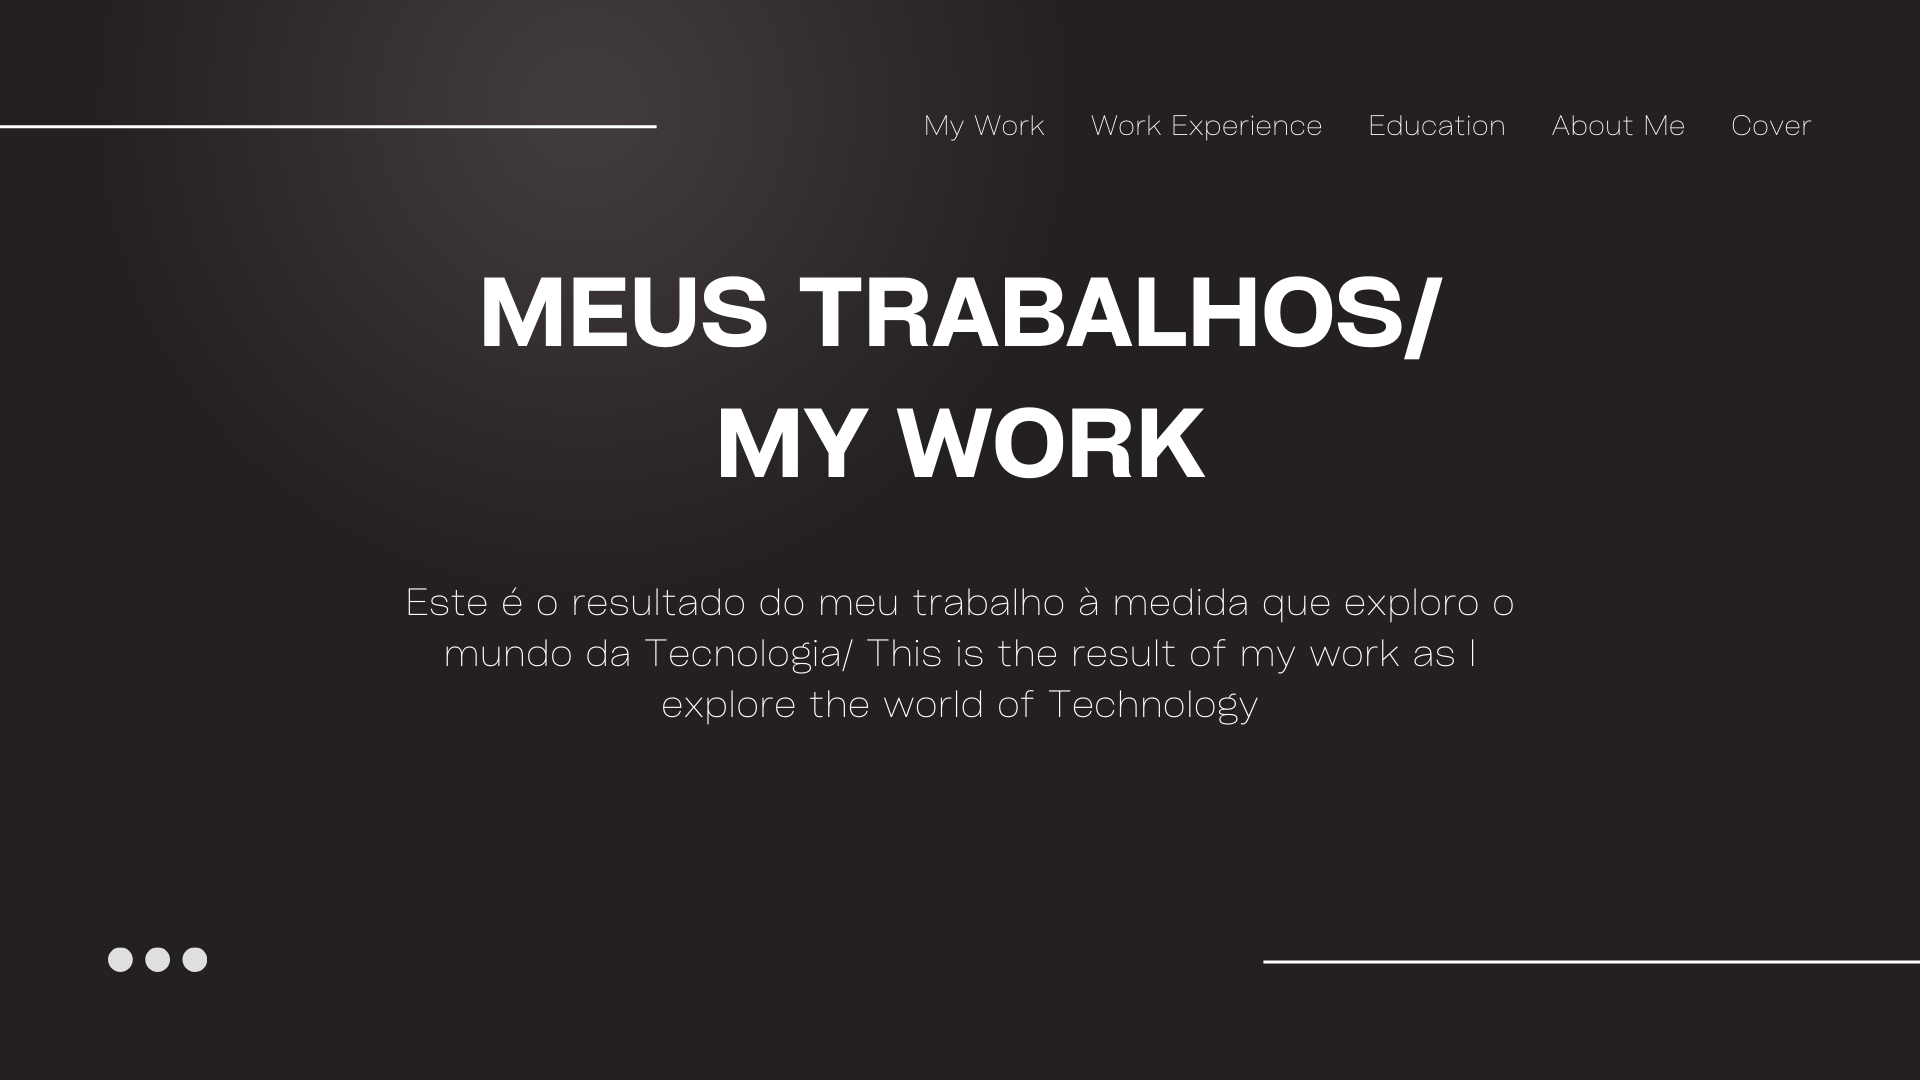 My Work Work Experience Education About Me Cover
MEUS TRABALHOS/
MY WORK
Este é o resultado do meu trabalho à medida que exploro o
mundo da Tecnologia/ This is the result of my work as I
explore the world of Technology